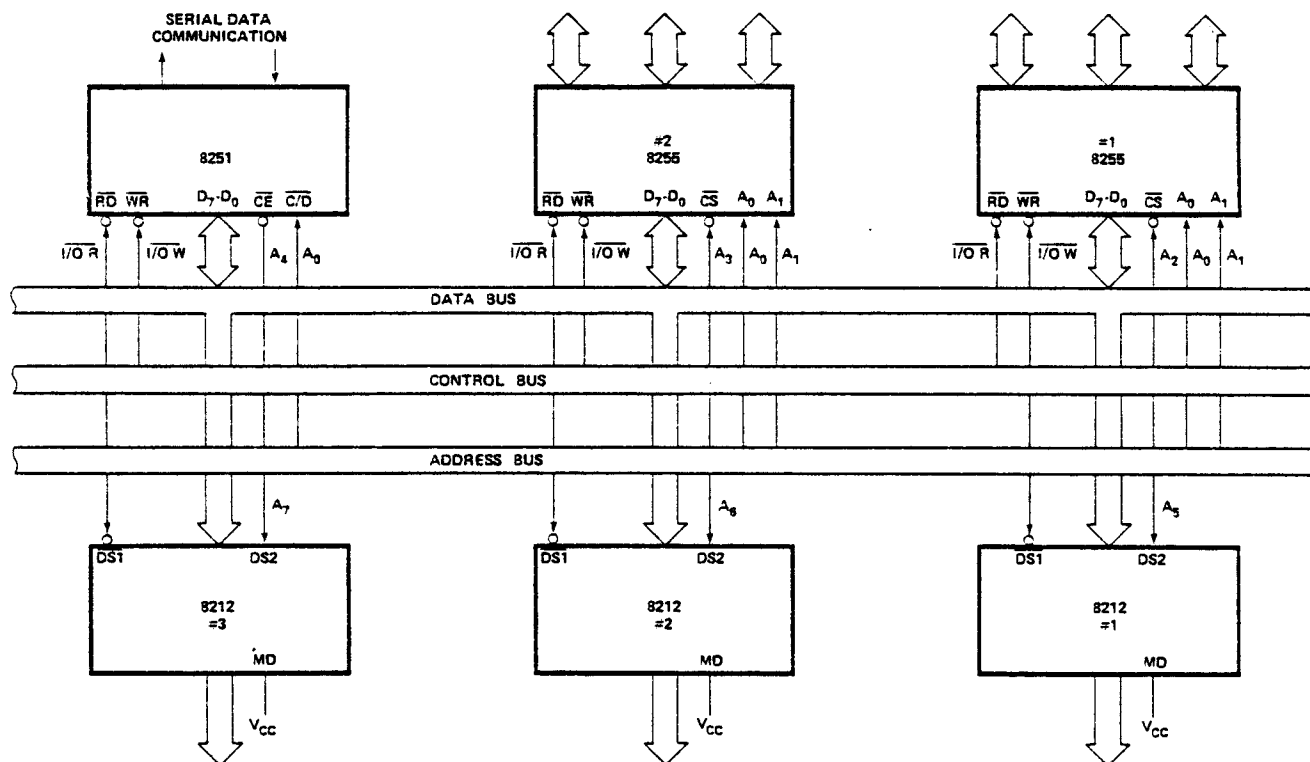 SERIAL DATA
COMMUNICATION
8251
RD WR D7-D0 CE C/D
#2
8255
RD WR D7-D0 CS A0 A1
#1
8255
RD WR D7-D0 CS A0 A1
I/O R I/O W A4 A0
I/O R I/O W A3 A0 A1
I/O R I/O W A2 A0 A1
DATA BUS
CONTROL BUS
ADDRESS BUS
A7 A6 A5
DS1 DS2
8212
#3
MD
VCC
DS1 DS2
8212
#2
MD
VCC
DS1 DS2
8212
#1
MD
VCC